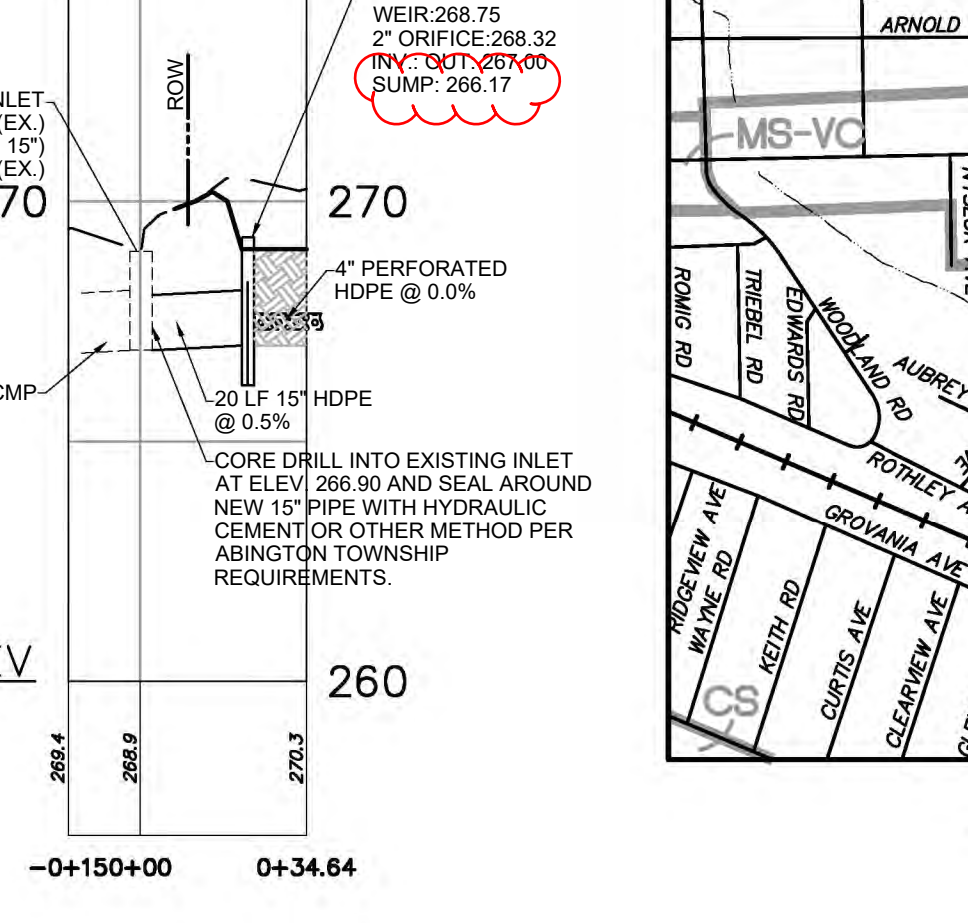 WEIR:268.75
2" ORIFICE:268.32
INV.: OUT: 267.00
SUMP: 266.17
ROW
NLET
(EX.)
15")
(EX.)
70
270
4" PERFORATED
HDPE @ 0.0%
CMP
20 LF 15" HDPE
@ 0.5%
CORE DRILL INTO EXISTING INLET
AT ELEV. 266.90 AND SEAL AROUND
NEW 15" PIPE WITH HYDRAULIC
CEMENT OR OTHER METHOD PER
ABINGTON TOWNSHIP
REQUIREMENTS.
260
269.4
268.9
270.3
-0+150+00
0+34.64
ARNOLD
MS-VC
ROMIG RD
TRIEBEL RD
EDWARDS RD
WOODLAND RD
AUBREY
ROTHLEY A
GROVANIA AVE
RIDGEVIEW AVE
WAYNE RD
KEITH RD
CURTIS AVE
CLEARVIEW AVE
CS